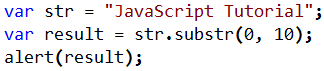 var str = "JavaScript Tutorial";
var result = str.substr(0, 10);
alert(result);